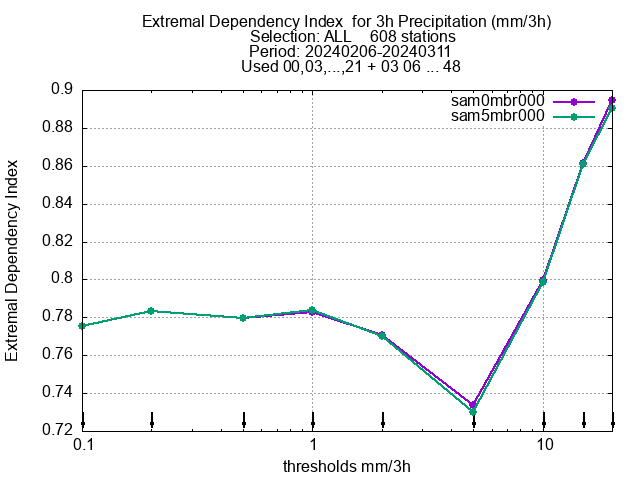 Extremal Dependency Index  for 3h Precipitation (mm/3h)
Selection: ALL    608 stations
Period: 20240206-20240311
Used 00,03,...,21 + 03 06 ... 48
sam0mbr000
sam5mbr000
Extremal Dependency Index
0.9
0.88
0.86
0.84
0.82
0.8
0.78
0.76
0.74
0.72
0.1
1
10
thresholds mm/3h